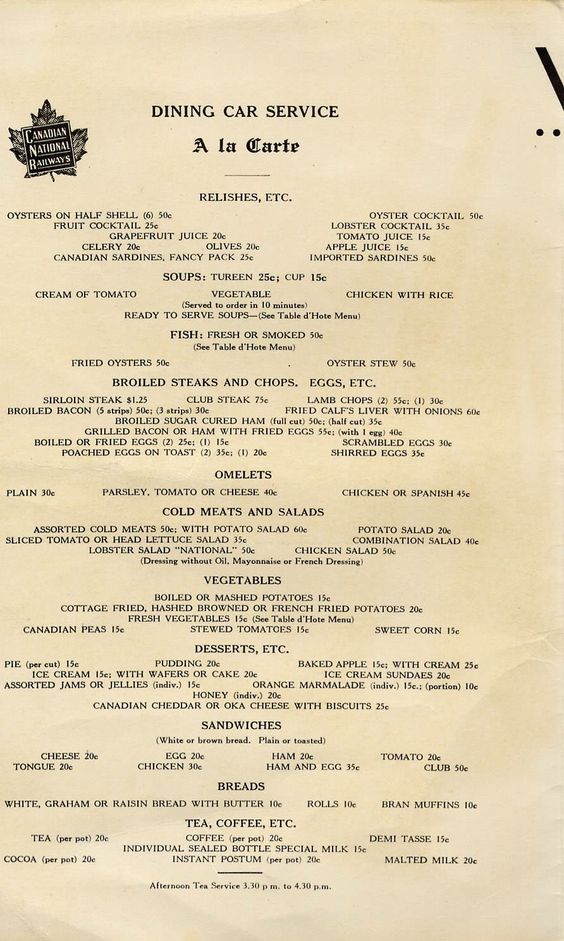 CANADIAN
NATIONAL
RAILWAYS
DINING CAR SERVICE
A la Carte
RELISHES, ETC.
OYSTERS ON HALF SHELL (6) 50c OYSTER COCKTAIL 50c
FRUIT COCKTAIL 25c LOBSTER COCKTAIL 35c
GRAPEFRUIT JUICE 20c TOMATO JUICE 15c
CELERY 20c OLIVES 20c APPLE JUICE 15c
CANADIAN SARDINES, FANCY PACK 25c IMPORTED SARDINES 50c
SOUPS: TUREEN 25c; CUP 15c
CREAM OF TOMATO VEGETABLE CHICKEN WITH RICE
(Served to order in 10 minutes)
READY TO SERVE SOUPS—(See Table d'Hote Menu)
FISH: FRESH OR SMOKED 50c
(See Table d'Hote Menu)
FRIED OYSTERS 50c OYSTER STEW 50c
BROILED STEAKS AND CHOPS. EGGS, ETC.
SIRLOIN STEAK $1.25 CLUB STEAK 75c LAMB CHOPS (2) 55c; (1) 30c
BROILED BACON (5 strips) 50c; (3 strips) 30c FRIED CALF'S LIVER WITH ONIONS 60c
BROILED SUGAR CURED HAM (full cut) 50c; (half cut) 35c
GRILLED BACON OR HAM WITH FRIED EGGS 55c; (with 1 egg) 40c
BOILED OR FRIED EGGS (2) 25c; (1) 15c SCRAMBLED EGGS 30c
POACHED EGGS ON TOAST (2) 35c; (1) 20c SHIRRED EGGS 35c
OMELETS
PLAIN 30c PARSLEY, TOMATO OR CHEESE 40c CHICKEN OR SPANISH 45c
COLD MEATS AND SALADS
ASSORTED COLD MEATS 50c; WITH POTATO SALAD 60c POTATO SALAD 20c
SLICED TOMATO OR HEAD LETTUCE SALAD 35c COMBINATION SALAD 40c
LOBSTER SALAD "NATIONAL" 50c CHICKEN SALAD 50c
(Dressing without Oil, Mayonnaise or French Dressing)
VEGETABLES
BOILED OR MASHED POTATOES 15c
COTTAGE FRIED, HASHED BROWNED OR FRENCH FRIED POTATOES 20c
FRESH VEGETABLES 15c (See Table d'Hote Menu)
CANADIAN PEAS 15c STEWED TOMATOES 15c SWEET CORN 15c
DESSERTS, ETC.
PIE (per cut) 15c PUDDING 20c BAKED APPLE 15c; WITH CREAM 25c
ICE CREAM 15c; WITH WAFERS OR CAKE 20c ICE CREAM SUNDAES 20c
ASSORTED JAMS OR JELLIES (indiv.) 15c ORANGE MARMALADE (indiv.) 15c.; (portion) 10c
HONEY (indiv.) 20c
CANADIAN CHEDDAR OR OKA CHEESE WITH BISCUITS 25c
SANDWICHES
(White or brown bread. Plain or toasted)
CHEESE 20c EGG 20c HAM 20c TOMATO 20c
TONGUE 20c CHICKEN 30c HAM AND EGG 35c CLUB 50c
BREADS
WHITE, GRAHAM OR RAISIN BREAD WITH BUTTER 10c ROLLS 10c BRAN MUFFINS 10c
TEA, COFFEE, ETC.
TEA (per pot) 20c COFFEE (per pot) 20c DEMI TASSE 15c
INDIVIDUAL SEALED BOTTLE SPECIAL MILK 15c
COCOA (per pot) 20c INSTANT POSTUM (per pot) 20c MALTED MILK 20c
Afternoon Tea Service 3.30 p m. to 4.30 p.m.